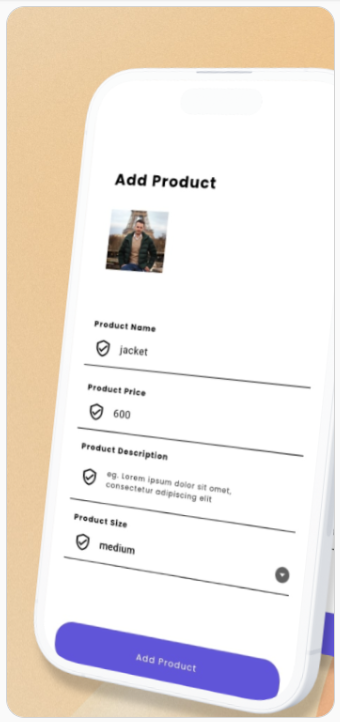 Add Product
Product Name
jacket
Product Price
600
Product Description
eg. Lorem ipsum dolor sit omet,
consectetur adipiscing elit
Product Size
medium
Add Product